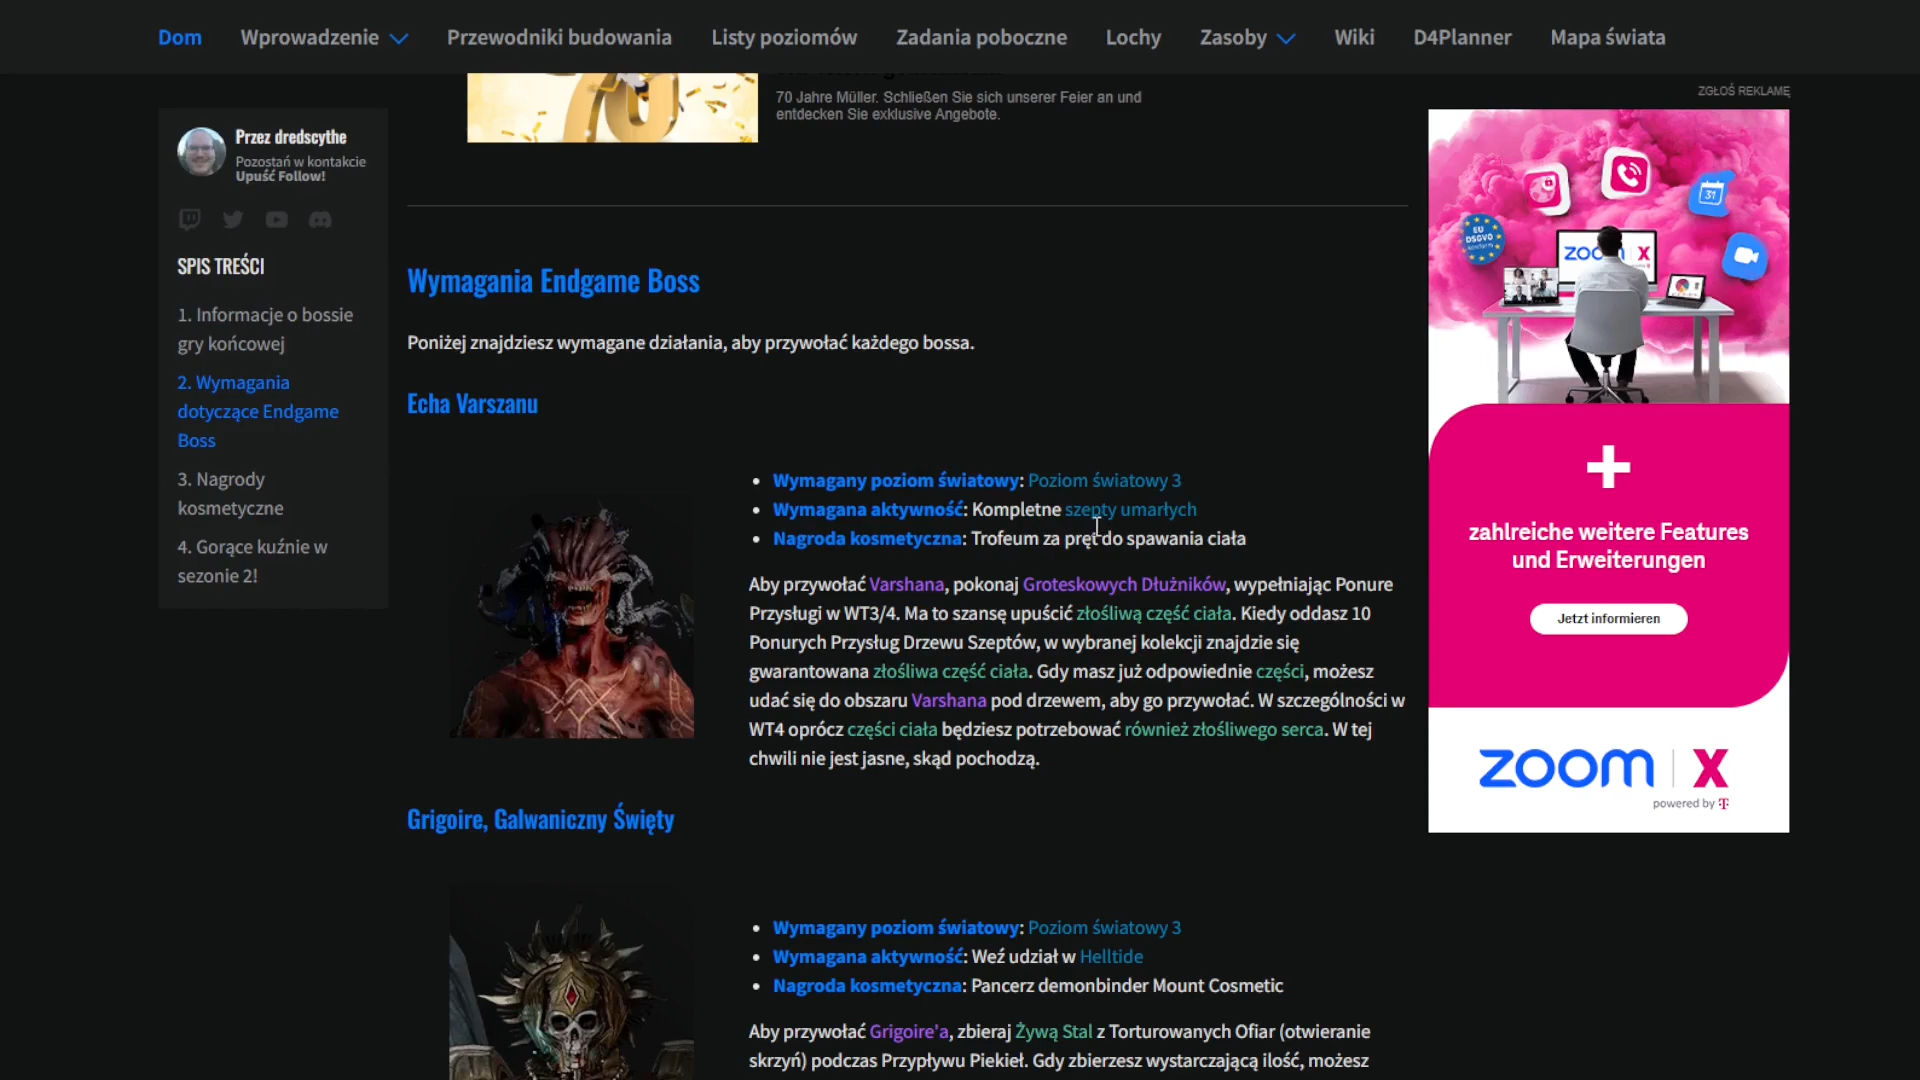 Dom Wprowadzenie Przewodniki budowania Listy poziomów Zadania poboczne Lochy Zasoby Wiki D4Planner Mapa świata
70 Jahre Müller. Schließen Sie sich unserer Feier an und
entdecken Sie exklusive Angebote.
ZGŁOŚ REKLAMĘ
Przez dredscythe
Pozostań w kontakcie
Upuść Follow!
SPIS TREŚCI
1. Informacje o bossie
gry końcowej
2. Wymagania
dotyczące Endgame
Boss
3. Nagrody
kosmetyczne
4. Gorące kuźnie w
sezonie 2!
Wymagania Endgame Boss
Poniżej znajdziesz wymagane działania, aby przywołać każdego bossa.
Echa Varszanu
Wymagany poziom światowy: Poziom światowy 3
Wymagana aktywność: Kompletne szepty umarłych
Nagroda kosmetyczna: Trofeum za pręt do spawania ciała
Aby przywołać Varshana, pokonaj Groteskowych Dłużników, wypełniając Ponure
Przysługi w WT3/4. Ma to szansę upuścić złośliwą część ciała. Kiedy oddasz 10
Ponurych Przysług Drzewu Szeptów, w wybranej kolekcji znajdzie się
gwarantowana złośliwa część ciała. Gdy masz już odpowiednie części, możesz
udać się do obszaru Varshana pod drzewem, aby go przywołać. W szczególności w
WT4 oprócz części ciała będziesz potrzebować również złośliwego serca. W tej
chwili nie jest jasne, skąd pochodzą.
Grigoire, Galwaniczny Święty
Wymagany poziom światowy: Poziom światowy 3
Wymagana aktywność: Weź udział w Helltide
Nagroda kosmetyczna: Pancerz demonbinder Mount Cosmetic
Aby przywołać Grigoire'a, zbieraj Żywą Stal z Torturowanych Ofiar (otwieranie
skrzyń) podczas Przypływu Piekieł. Gdy zbierzesz wystarczającą ilość, możesz
31
EU
DSGVO
konform
ZOOM X
+
zahlreiche weitere Features
und Erweiterungen
Jetzt informieren
zoom X
powered by T